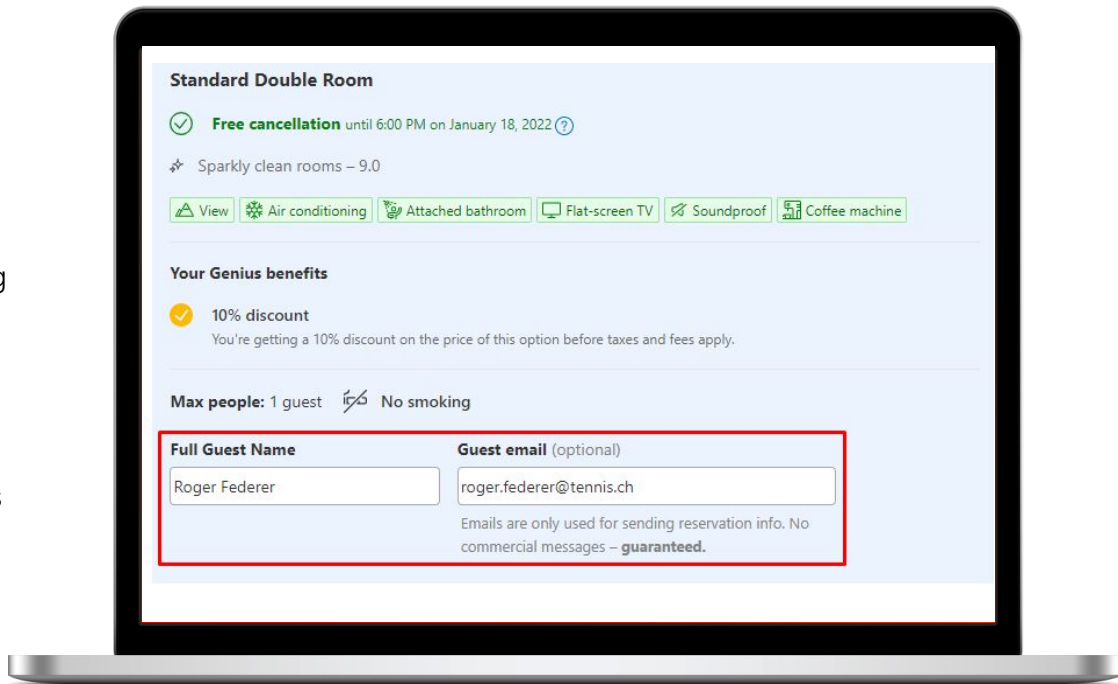 Standard Double Room
Free cancellation until 6:00 PM on January 18, 2022 ?
Sparkly clean rooms – 9.0
View Air conditioning Attached bathroom Flat-screen TV Soundproof Coffee machine
Your Genius benefits
10% discount
You're getting a 10% discount on the price of this option before taxes and fees apply.
Max people: 1 guest No smoking
Full Guest Name Guest email (optional)
Roger Federer roger.federer@tennis.ch
Emails are only used for sending reservation info. No
commercial messages – guaranteed.